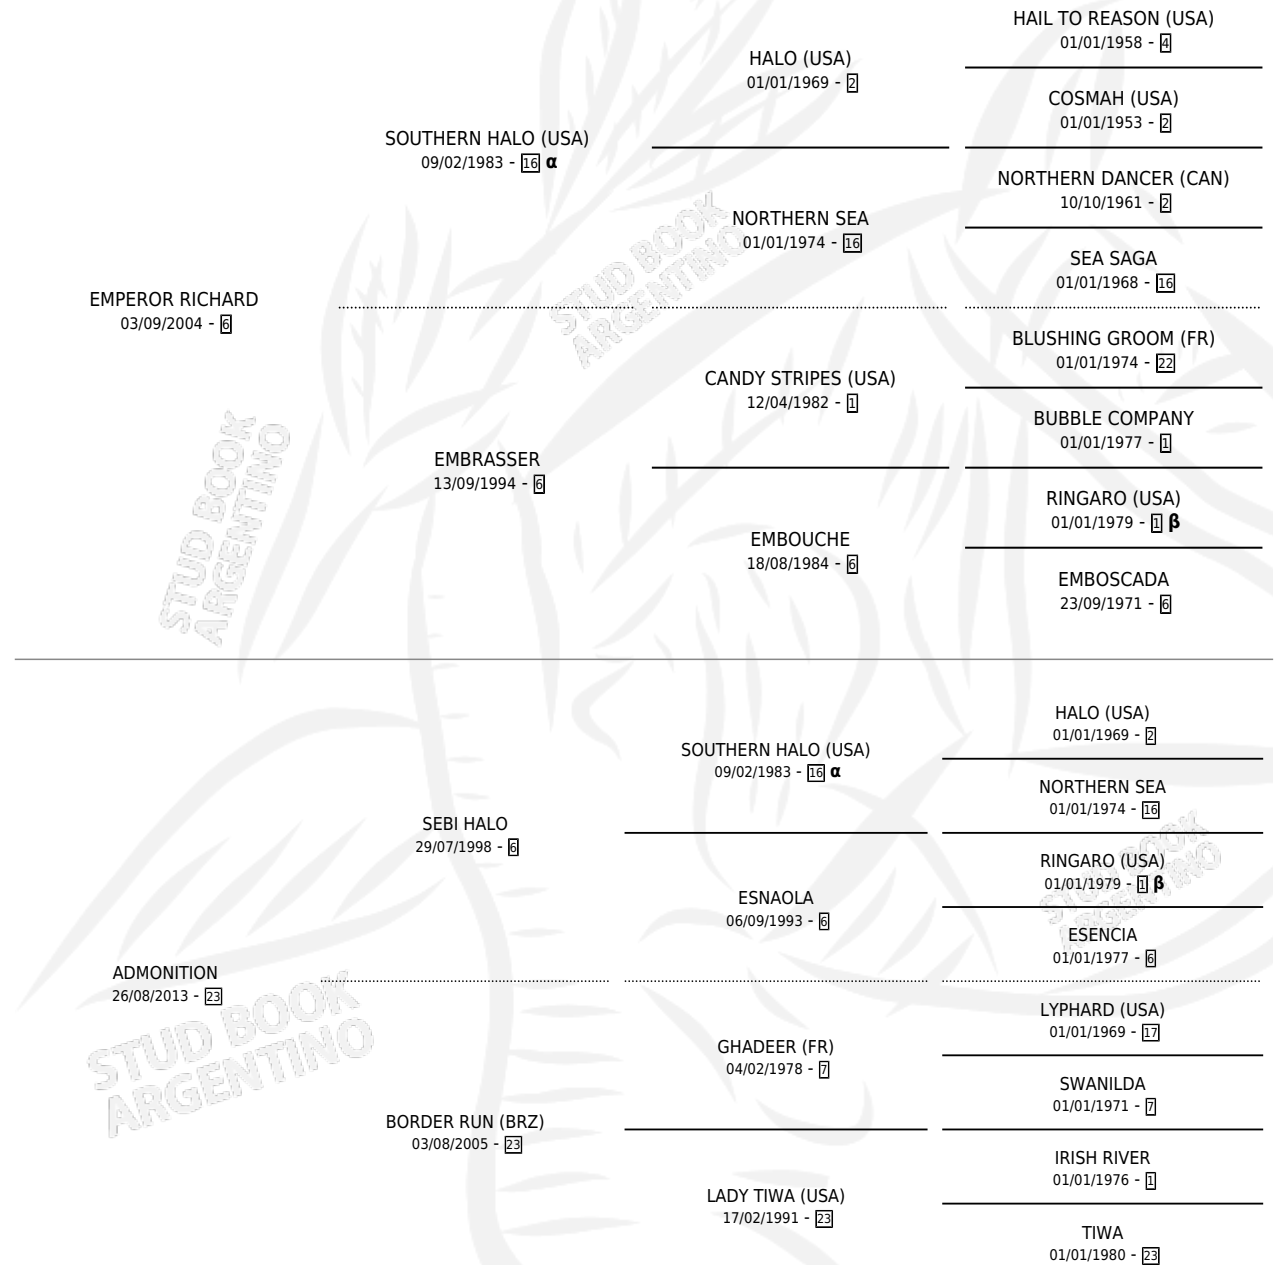 HAIL TO REASON (USA)
01/01/1958 - 4
HALO (USA)
01/01/1969 - 2
COSMAH (USA)
01/01/1953 - 2
SOUTHERN HALO (USA)
09/02/1983 - 16 α
NORTHERN DANCER (CAN)
10/10/1961 - 2
NORTHERN SEA
01/01/1974 - 16
SEA SAGA
01/01/1968 - 16
EMPEROR RICHARD
03/09/2004 - 6
BLUSHING GROOM (FR)
01/01/1974 - 22
CANDY STRIPES (USA)
12/04/1982 - 1
BUBBLE COMPANY
01/01/1977 - 1
EMBRASSER
13/09/1994 - 6
RINGARO (USA)
01/01/1979 - 1 β
EMBOUCHE
18/08/1984 - 6
EMBOSCADA
23/09/1971 - 6
HALO (USA)
01/01/1969 - 2
SOUTHERN HALO (USA)
09/02/1983 - 16 α
NORTHERN SEA
01/01/1974 - 16
SEBI HALO
29/07/1998 - 6
RINGARO (USA)
01/01/1979 - 1 β
ESNAOLA
06/09/1993 - 6
ESENCIA
01/01/1977 - 6
ADMONITION
26/08/2013 - 23
LYPHARD (USA)
01/01/1969 - 17
GHADEER (FR)
04/02/1978 - 7
SWANILDA
01/01/1971 - 7
BORDER RUN (BRZ)
03/08/2005 - 23
IRISH RIVER
01/01/1976 - 1
LADY TIWA (USA)
17/02/1991 - 23
TIWA
01/01/1980 - 23
STUD BOOK
ARGENTINO
STUD BOOK
ARGENTINO
STUD BOOK
ARGENTINO
STUD BOOK
ARGENTINO